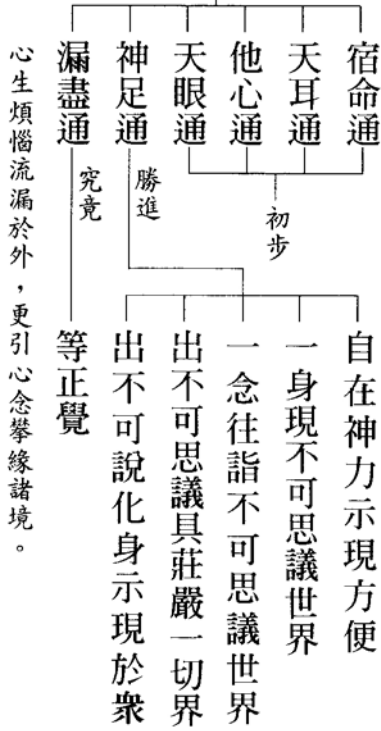 宿命通
天耳通
他心通
天眼通
初步
神足通
勝進
自在神力示現方便
一身現不可思議世界
一念往詣不可思議世界
出不可思議具莊嚴一切界
出不可說化身示現於衆
漏盡通
究竟
等正覺
心生煩惱流漏於外，更引心念攀緣諸境。